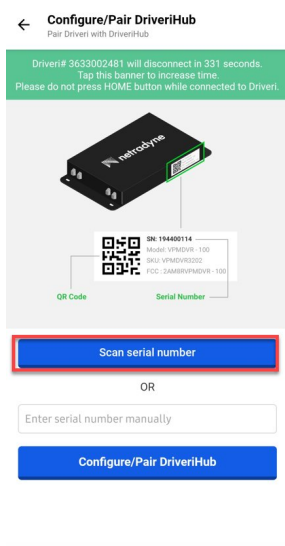 Configure/Pair DriveriHub
Pair Driveri with DriveriHub
Driveri# 3633002481 will disconnect in 331 seconds.
Tap this banner to increase time.
Please do not press HOME button while connected to Driveri.
netradyne
SN: 194400114
Model: VPMDVR - 100
SKU: VPMDVR3202
FCC : 2AMBRVPMDVR - 100
QR Code
Serial Number
Scan serial number
OR
Enter serial number manually
Configure/Pair DriveriHub